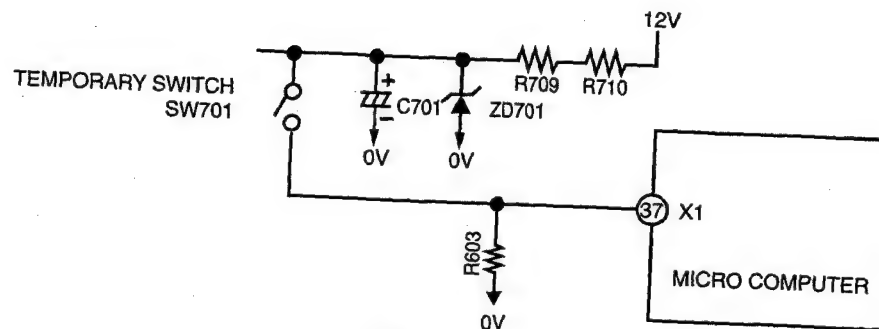 12V
TEMPORARY SWITCH
SW701
+
C701
−
ZD701
R709
R710
0V
0V
37
X1
R603
MICRO COMPUTER
0V